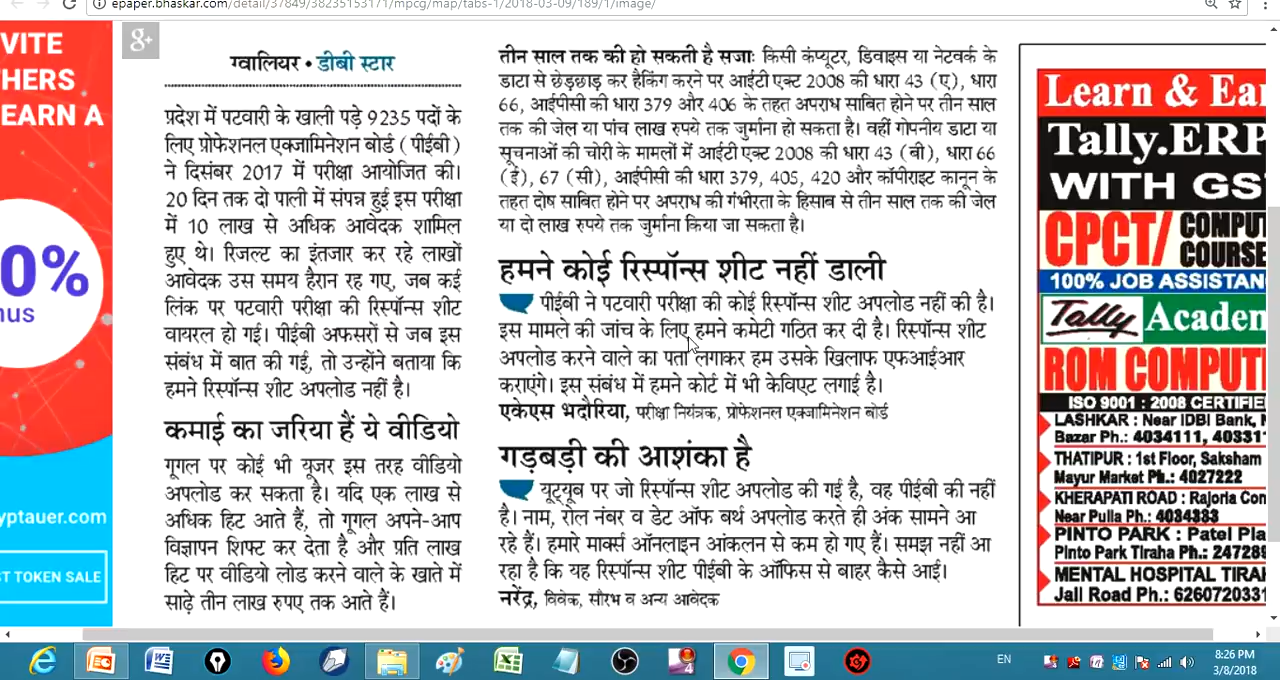 epaper.bhaskar.com/detail/37849/38235153171/mpcg/map/tabs-1/2018-03-09/189/1/image/
g+
VITE
HERS
EARN A
0%
nus
yptauer.com
ST TOKEN SALE
ग्वालियर • डीबी स्टार
प्रदेश में पटवारी के खाली पड़े 9235 पदों के
लिए प्रोफेशनल एक्जामिनेशन बोर्ड (पीईबी)
ने दिसंबर 2017 में परीक्षा आयोजित की।
20 दिन तक दो पाली में संपन्न हुई इस परीक्षा
में 10 लाख से अधिक आवेदक शामिल
हुए थे। रिजल्ट का इंतजार कर रहे लाखों
आवेदक उस समय हैरान रह गए, जब कई
लिंक पर पटवारी परीक्षा की रिस्पॉन्स शीट
वायरल हो गई। पीईबी अफसरों से जब इस
संबंध में बात की गई, तो उन्होंने बताया कि
हमने रिस्पॉन्स शीट अपलोड नहीं है।
कमाई का जरिया हैं ये वीडियो
गूगल पर कोई भी यूजर इस तरह वीडियो
अपलोड कर सकता है। यदि एक लाख से
अधिक हिट आते हैं, तो गूगल अपने-आप
विज्ञापन शिफ्ट कर देता है और प्रति लाख
हिट पर वीडियो लोड करने वाले के खाते में
साढ़े तीन लाख रुपए तक आते हैं।
तीन साल तक की हो सकती है सजाः किसी कंप्यूटर, डिवाइस या नेटवर्क के
डाटा से छेड़छाड़ कर हैकिंग करने पर आईटी एक्ट 2008 की धारा 43 (ए), धारा
66, आईपीसी की धारा 379 और 406 के तहत अपराध साबित होने पर तीन साल
तक की जेल या पांच लाख रुपये तक जुर्माना हो सकता है। वहीं गोपनीय डाटा या
सूचनाओं की चोरी के मामलों में आईटी एक्ट 2008 की धारा 43 (बी), धारा 66
(ई), 67 (सी), आईपीसी की धारा 379, 405, 420 और कॉपीराइट कानून के
तहत दोष साबित होने पर अपराध की गंभीरता के हिसाब से तीन साल तक की जेल
या दो लाख रुपये तक जुर्माना किया जा सकता है।
हमने कोई रिस्पॉन्स शीट नहीं डाली
पीईबी ने पटवारी परीक्षा की कोई रिस्पॉन्स शीट अपलोड नहीं की है।
इस मामले की जांच के लिए हमने कमेटी गठित कर दी है। रिस्पॉन्स शीट
अपलोड करने वाले का पता लगाकर हम उसके खिलाफ एफआईआर
कराएंगे। इस संबंध में हमने कोर्ट में भी केविएट लगाई है।
एकेएस भदौरिया, परीक्षा नियंत्रक, प्रोफेशनल एक्जामिनेशन बोर्ड
गड़बड़ी की आशंका है
यूट्यूब पर जो रिस्पॉन्स शीट अपलोड की गई है, वह पीईबी की नहीं
है। नाम, रोल नंबर व डेट ऑफ बर्थ अपलोड करते ही अंक सामने आ
रहे हैं। हमारे मार्क्स ऑनलाइन आंकलन से कम हो गए हैं। समझ नहीं आ
रहा है कि यह रिस्पॉन्स शीट पीईबी के ऑफिस से बाहर कैसे आई।
नरेंद्र, विवेक, सौरभ व अन्य आवेदक
Learn & Ear
Tally.ERP
WITH GS
CPCT/ COMPUT
COURSE
100% JOB ASSISTAN
Tally Academ
ROM COMPUTI
ISO 9001 : 2008 CERTIFIE
LASHKAR : Near IDBI Bank, N
Bazar Ph.: 4034111, 40331
THATIPUR : 1st Floor, Saksham
Mayur Market Ph.: 4027222
KHERAPATI ROAD : Rajoria Con
Near Pulla Ph.: 4034333
PINTO PARK : Patel Pla
Pinto Park Tiraha Ph.: 247289
MENTAL HOSPITAL TIRAH
Jall Road Ph.: 6260720331
EN
8:26 PM
3/8/2018